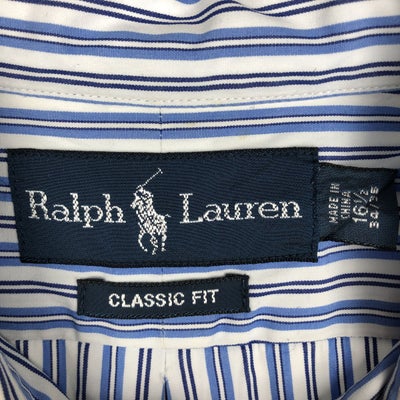 Ralph Lauren
MADE IN
CHINA
16½
34/35
CLASSIC FIT